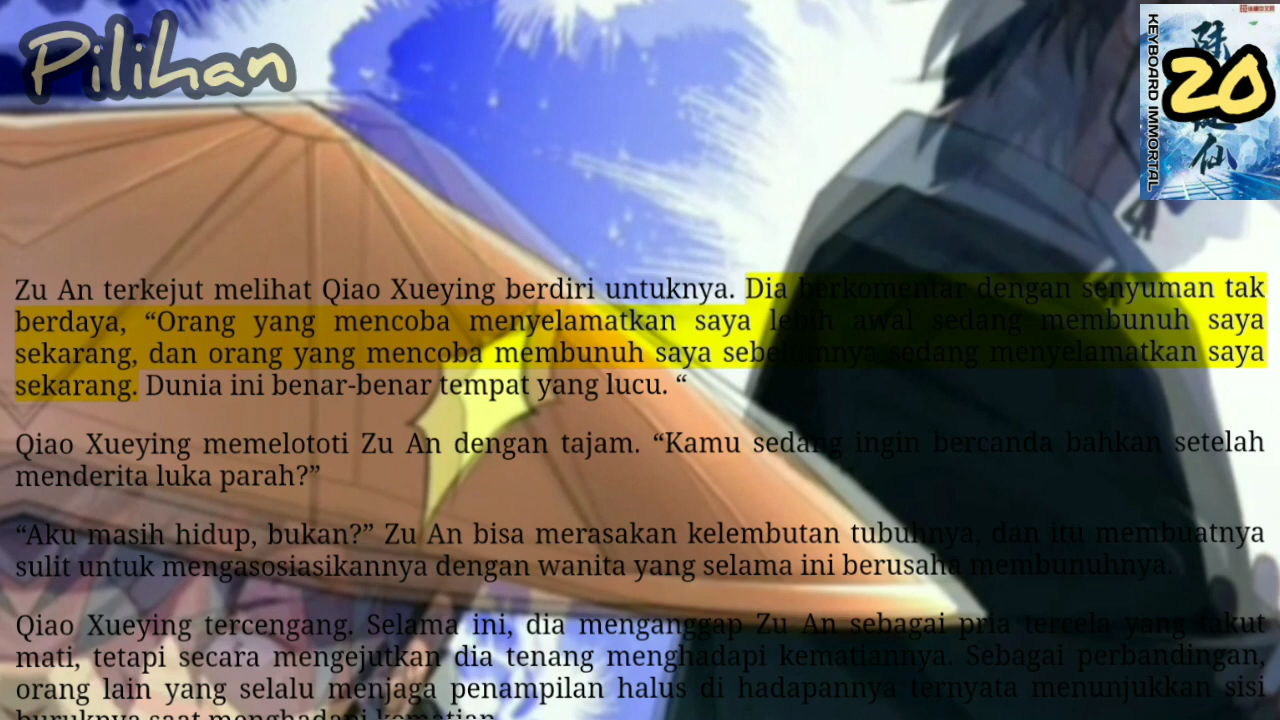 Pilihan
20
KEYBOARD IMMORTAL
仙
Zu An terkejut melihat Qiao Xueying berdiri untuknya. Dia berkomentar dengan senyuman tak
berdaya, “Orang yang mencoba menyelamatkan saya lebih awal sedang membunuh saya
sekarang, dan orang yang mencoba membunuh saya sebelumnya sedang menyelamatkan saya
sekarang. Dunia ini benar-benar tempat yang lucu. “
Qiao Xueying memelototi Zu An dengan tajam. “Kamu sedang ingin bercanda bahkan setelah
menderita luka parah?”
“Aku masih hidup, bukan?” Zu An bisa merasakan kelembutan tubuhnya, dan itu membuatnya
sulit untuk mengasosiasikannya dengan wanita yang selama ini berusaha membunuhnya.
Qiao Xueying tercengang. Selama ini, dia menganggap Zu An sebagai pria tercela yang takut
mati, tetapi secara mengejutkan dia tenang menghadapi kematiannya. Sebagai perbandingan,
orang lain yang selalu menjaga penampilan halus di hadapannya ternyata menunjukkan sisi
buruknya saat menghadapi kematian.